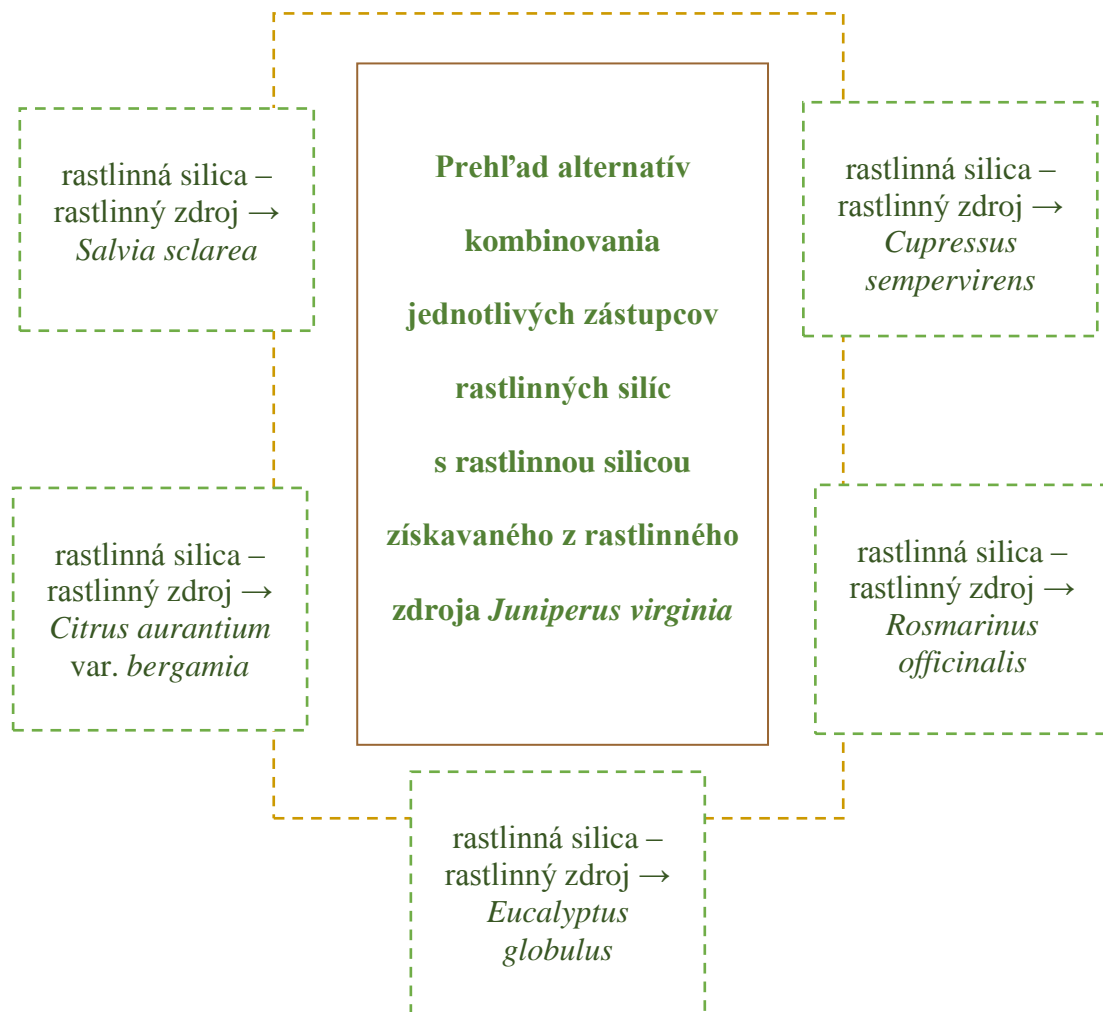 rastlinná silica –
rastlinný zdroj →
Salvia sclarea
Prehľad alternatív
kombinovania
jednotlivých zástupcov
rastlinných silíc
s rastlinnou silicou
získavaného z rastlinného
zdroja Juniperus virginia
rastlinná silica –
rastlinný zdroj →
Cupressus
sempervirens
rastlinná silica –
rastlinný zdroj →
Citrus aurantium
var. bergamia
rastlinná silica –
rastlinný zdroj →
Rosmarinus
officinalis
rastlinná silica –
rastlinný zdroj →
Eucalyptus
globulus